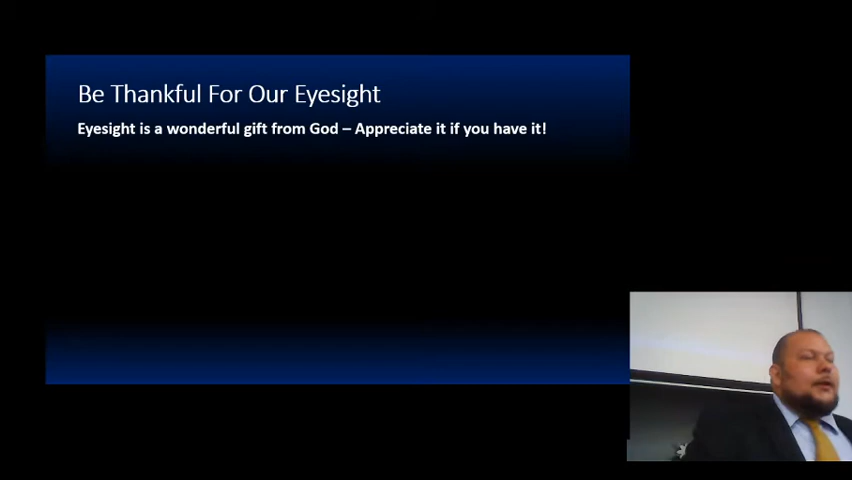 Be Thankful For Our Eyesight
Eyesight is a wonderful gift from God – Appreciate it if you have it!